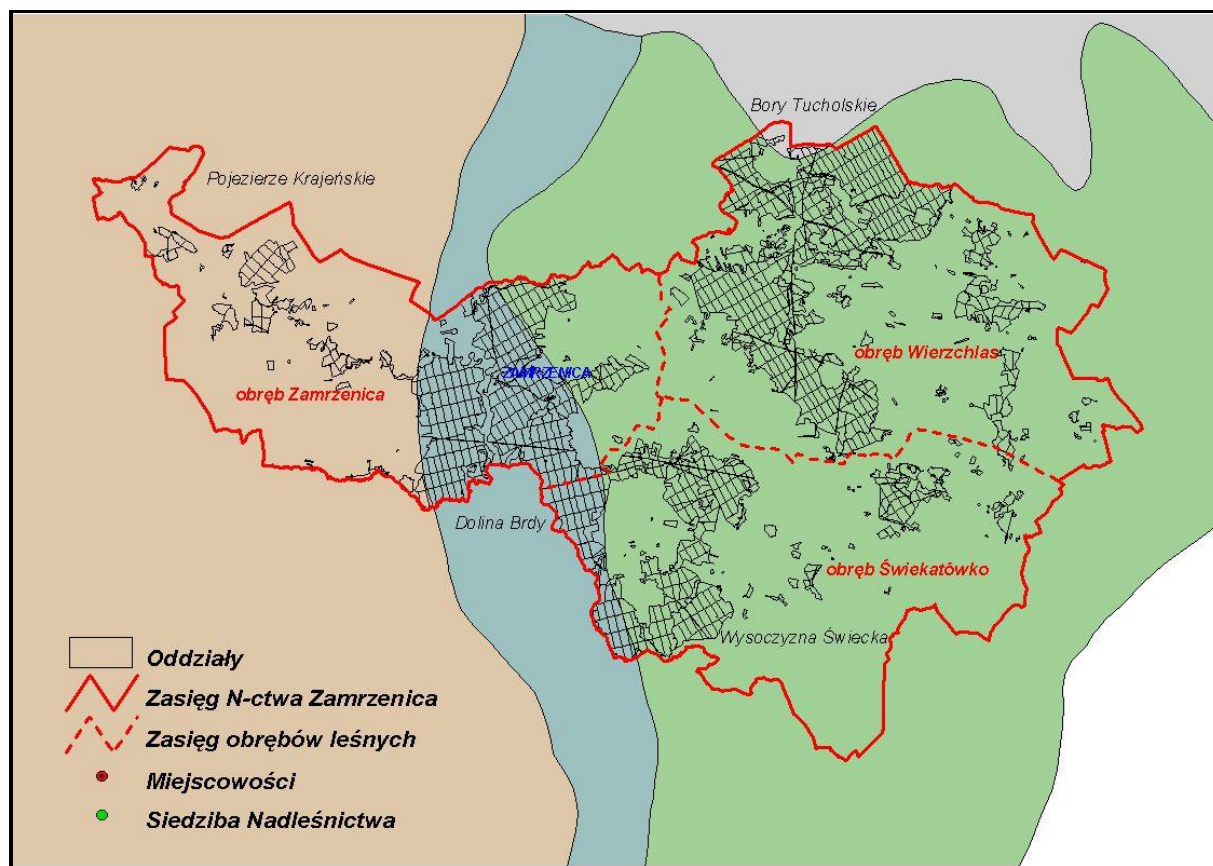 Bory Tucholskie
Pojezierze Krajeńskie
obręb Wierzchlas
ZAMRZENICA
obręb Zamrzenica
Dolina Brdy
obręb Świekatówko
Wysoczyzna Świecka
Oddziały
Zasięg N-ctwa Zamrzenica
Zasięg obrębów leśnych
Miejscowości
Siedziba Nadleśnictwa